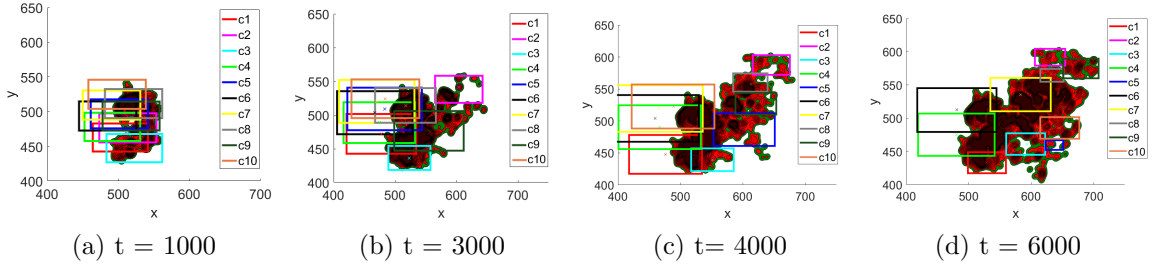 650
600
550
500
450
400
y
400
500
600
700
x
c1
c2
c3
c4
c5
c6
c7
c8
c9
c10
(a) t = 1000
650
600
550
500
450
400
y
400
500
600
700
x
c1
c2
c3
c4
c5
c6
c7
c8
c9
c10
(b) t = 3000
650
600
550
500
450
400
y
400
500
600
700
x
c1
c2
c3
c4
c5
c6
c7
c8
c9
c10
(c) t= 4000
650
600
550
500
450
400
y
400
500
600
700
x
c1
c2
c3
c4
c5
c6
c7
c8
c9
c10
(d) t = 6000